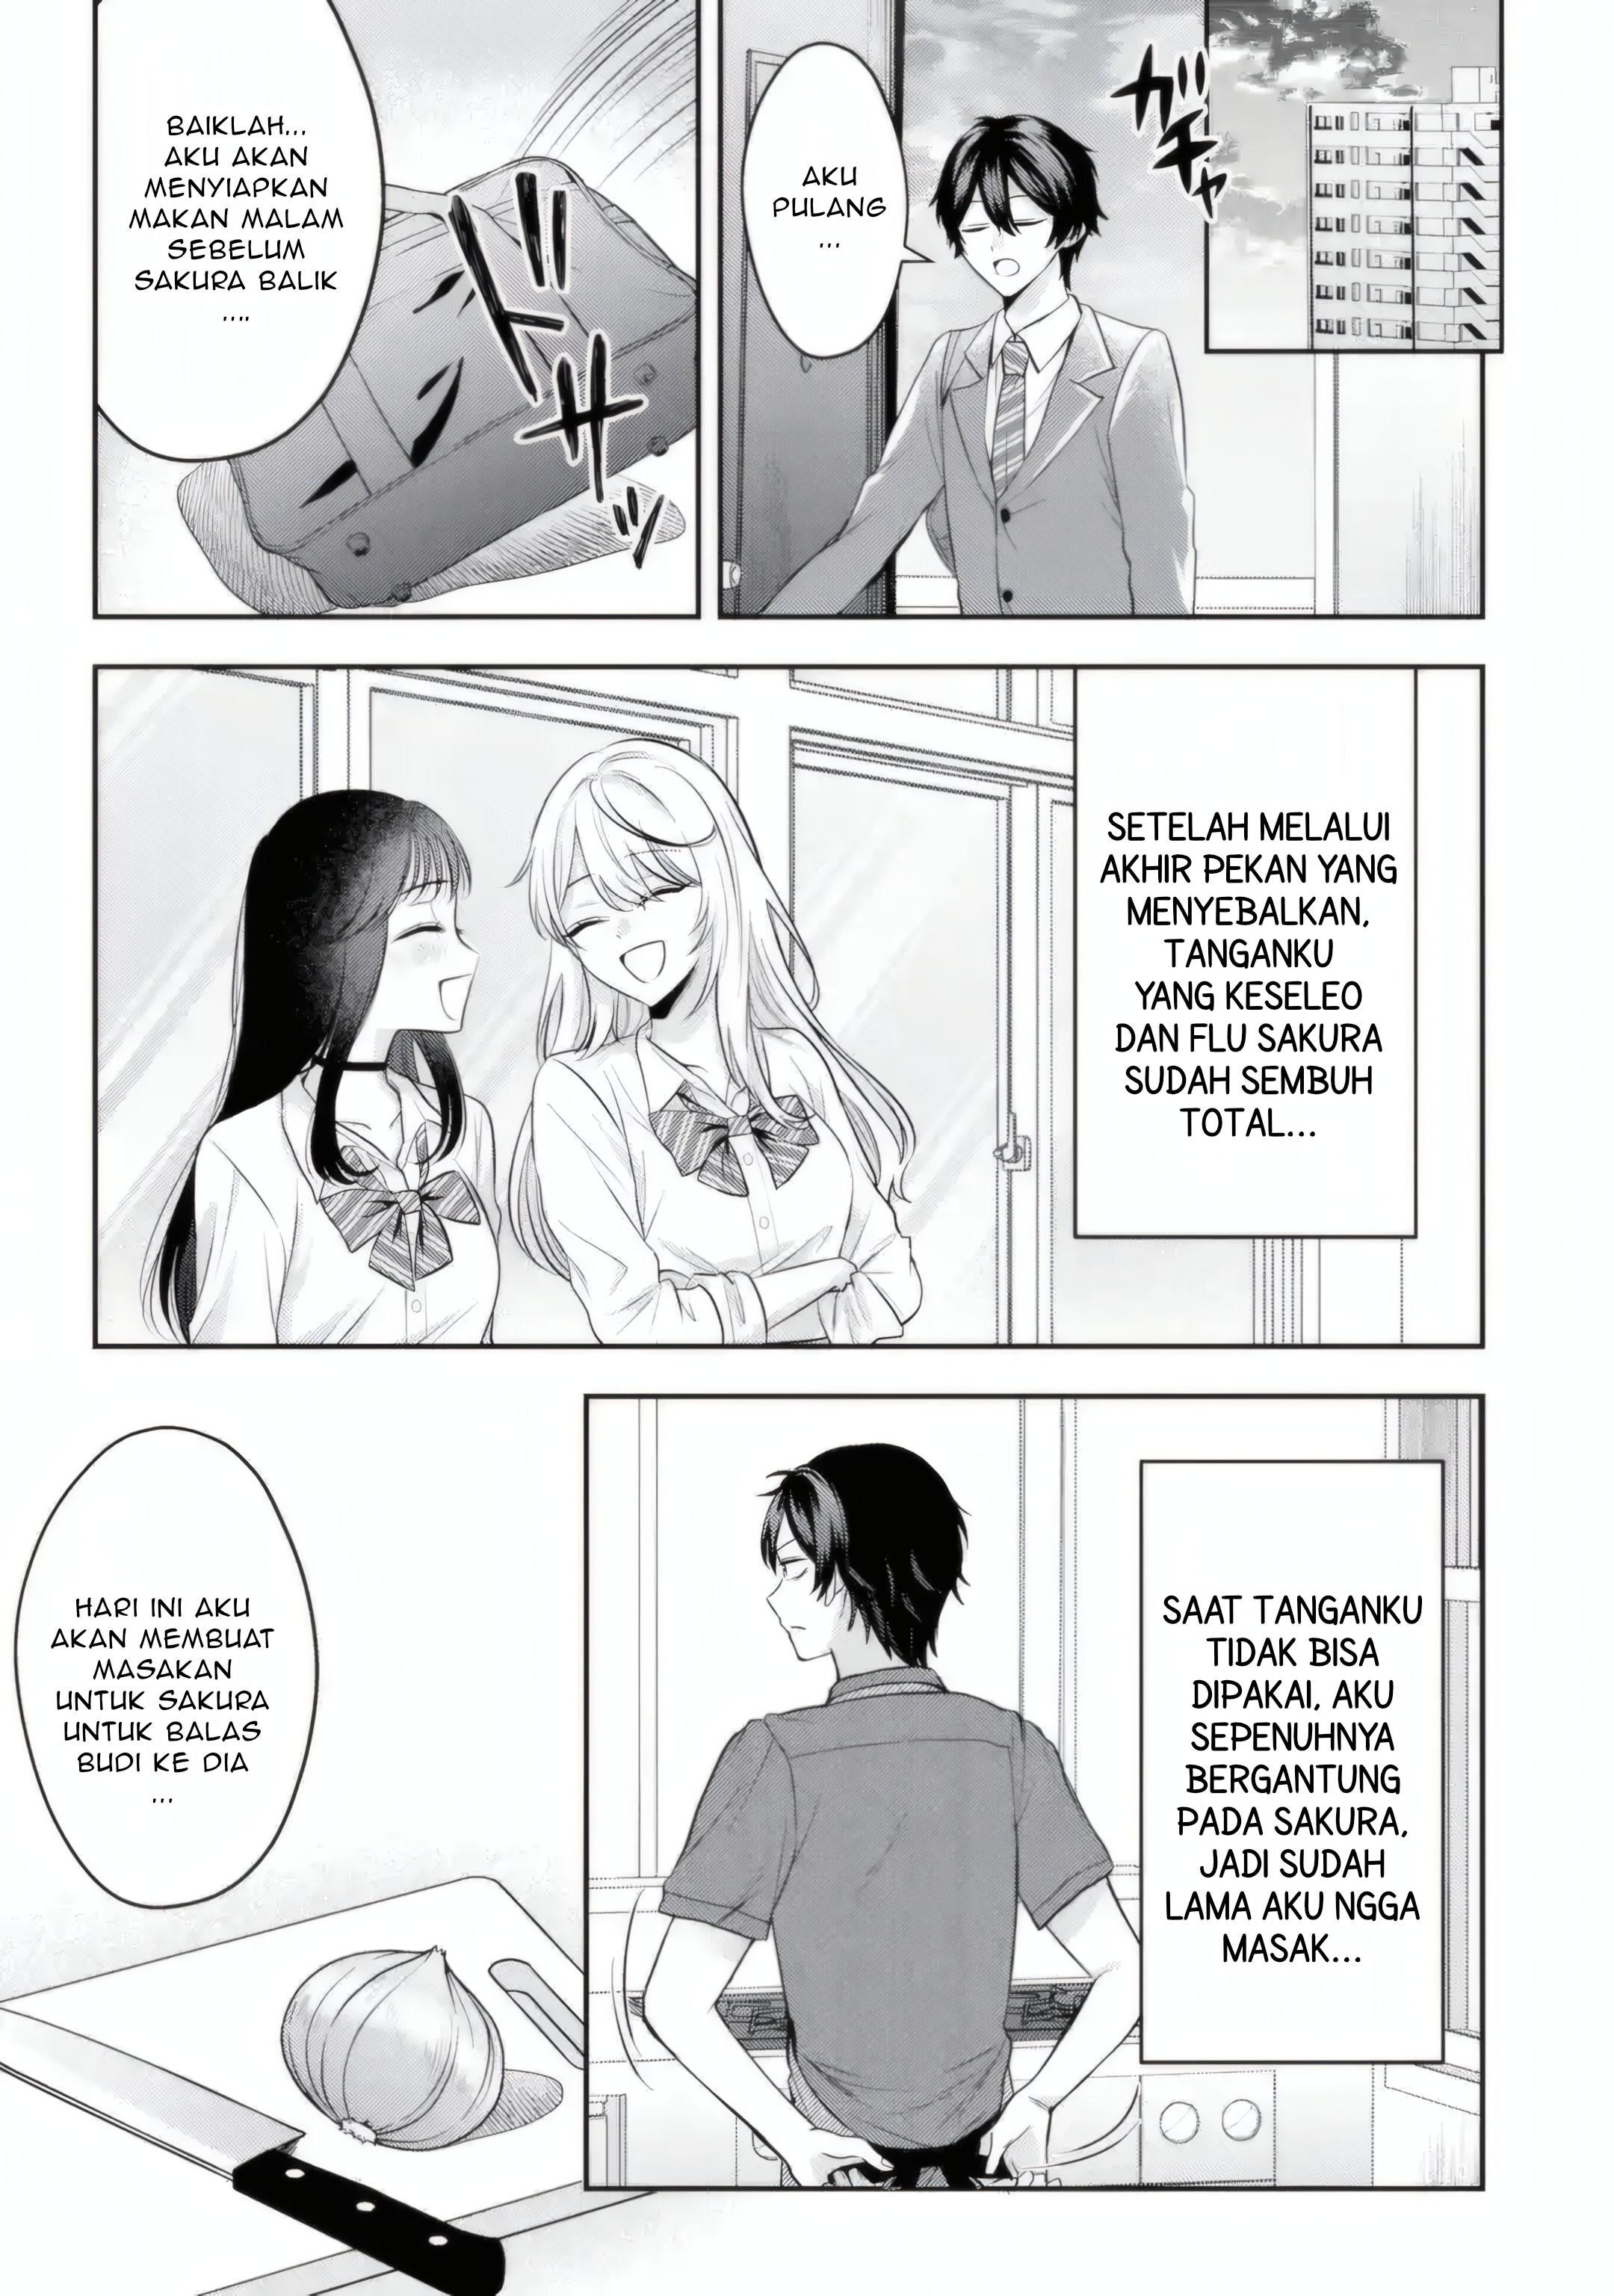 ガチャ
AKU
PULANG
...
BAIKLAH...
AKU AKAN
MENYIAPKAN
MAKAN MALAM
SEBELUM
SAKURA BALIK
....
ドサッ
SETELAH MELALUI
AKHIR PEKAN YANG
MENYEBALKAN,
TANGANKU
YANG KESELEO
DAN FLU SAKURA
SUDAH SEMBUH
TOTAL...
SAAT TANGANKU
TIDAK BISA
DIPAKAI, AKU
SEPENUHNYA
BERGANTUNG
PADA SAKURA,
JADI SUDAH
LAMA AKU NGGA
MASAK...
HARI INI AKU
AKAN MEMBUAT
MASAKAN
UNTUK SAKURA
UNTUK BALAS
BUDI KE DIA
...